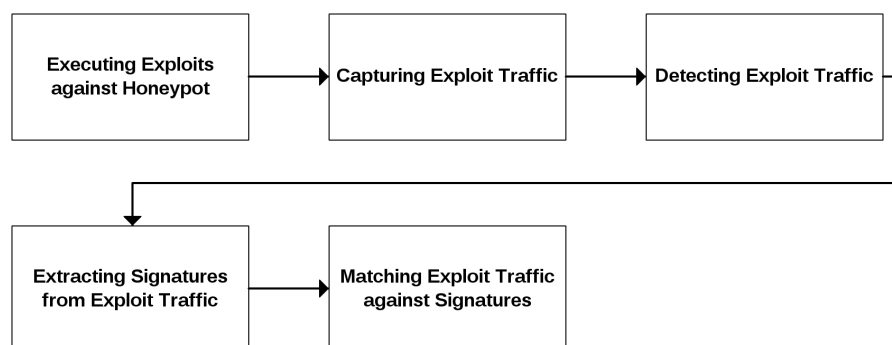 Executing Exploits
against Honeypot
Capturing Exploit Traffic
Detecting Exploit Traffic
Extracting Signatures
from Exploit Traffic
Matching Exploit Traffic
against Signatures